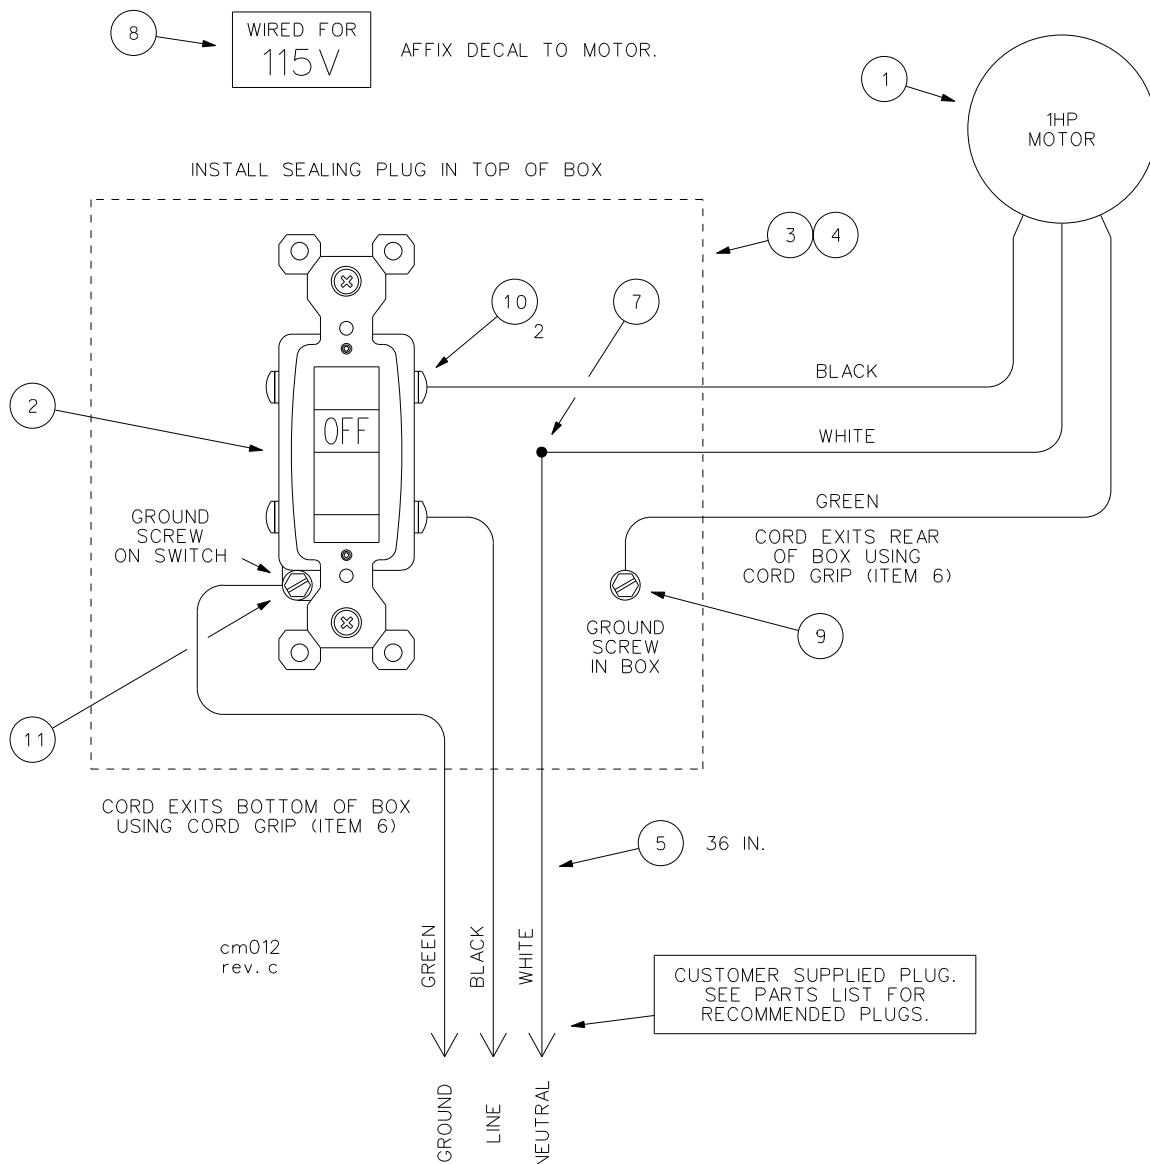 8
WIRED FOR
115V
AFFIX DECAL TO MOTOR.
1
1HP
MOTOR
INSTALL SEALING PLUG IN TOP OF BOX
3
4
10
2
7
BLACK
2
OFF
WHITE
GREEN
GROUND
SCREW
ON SWITCH
CORD EXITS REAR
OF BOX USING
CORD GRIP (ITEM 6)
GROUND
SCREW
IN BOX
9
11
CORD EXITS BOTTOM OF BOX
USING CORD GRIP (ITEM 6)
5
36 IN.
cm012
rev. c
GREEN
BLACK
WHITE
CUSTOMER SUPPLIED PLUG.
SEE PARTS LIST FOR
RECOMMENDED PLUGS.
GROUND
LINE
NEUTRAL